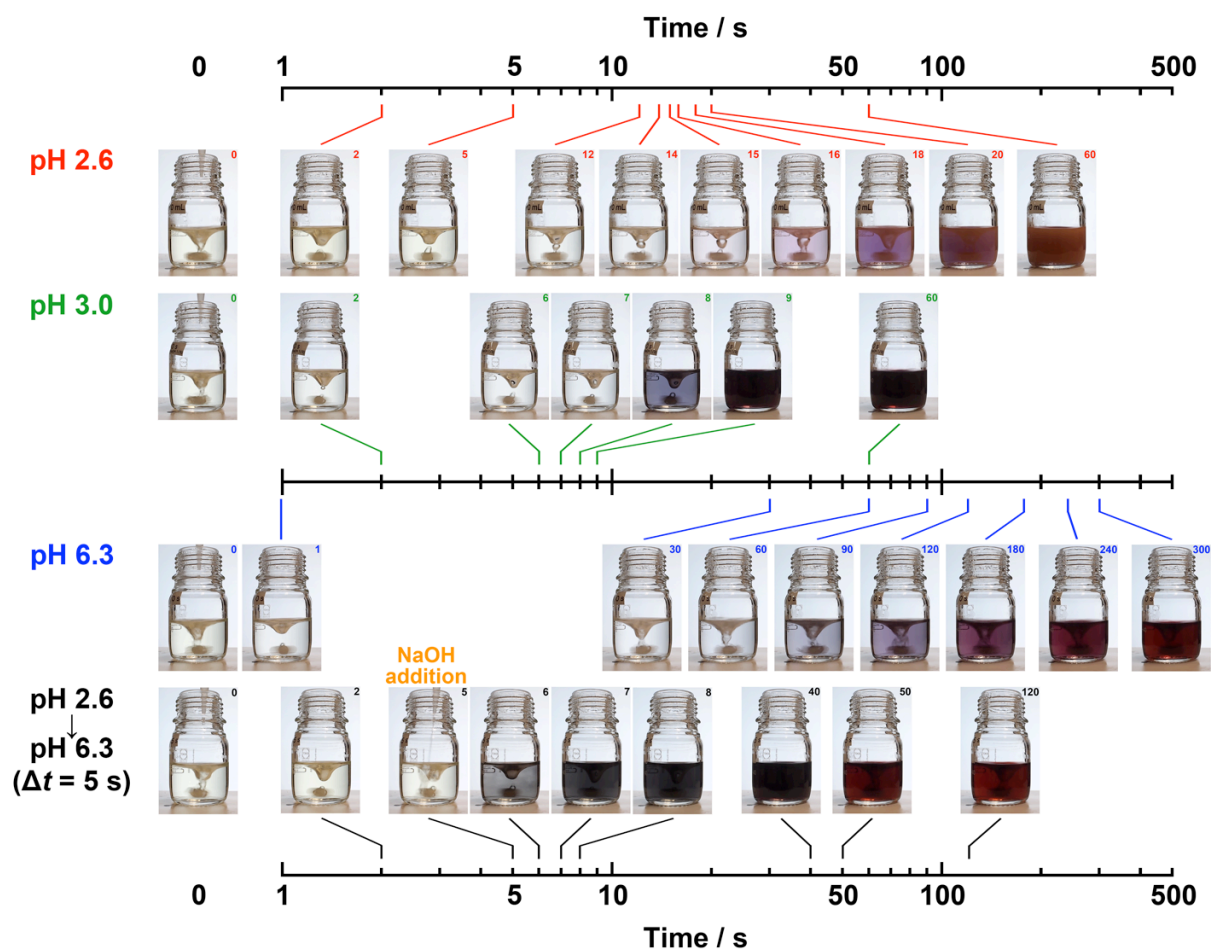 Time / s
0 1 5 10 50 100 500
pH 2.6
0 2 5 12 14 15 16 18 20 60
pH 3.0
0 2 6 7 8 9 60
pH 6.3
0 1 30 60 90 120 180 240 300
NaOH
addition
pH 2.6
↓
pH 6.3
(Δt = 5 s)
0 2 5 6 7 8 40 50 120
0 1 5 10 50 100 500
Time / s